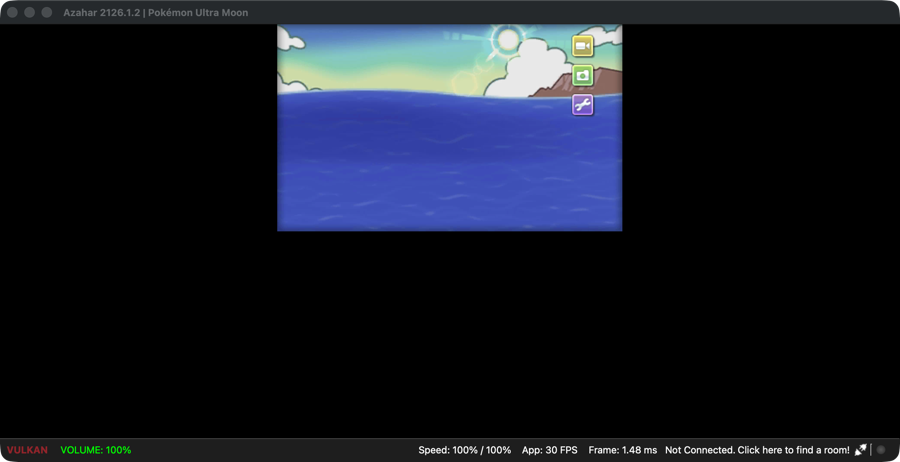 Azahar 2126.1.2 | Pokémon Ultra Moon
VULKAN VOLUME: 100% Speed: 100% / 100% App: 30 FPS Frame: 1.48 ms Not Connected. Click here to find a room!